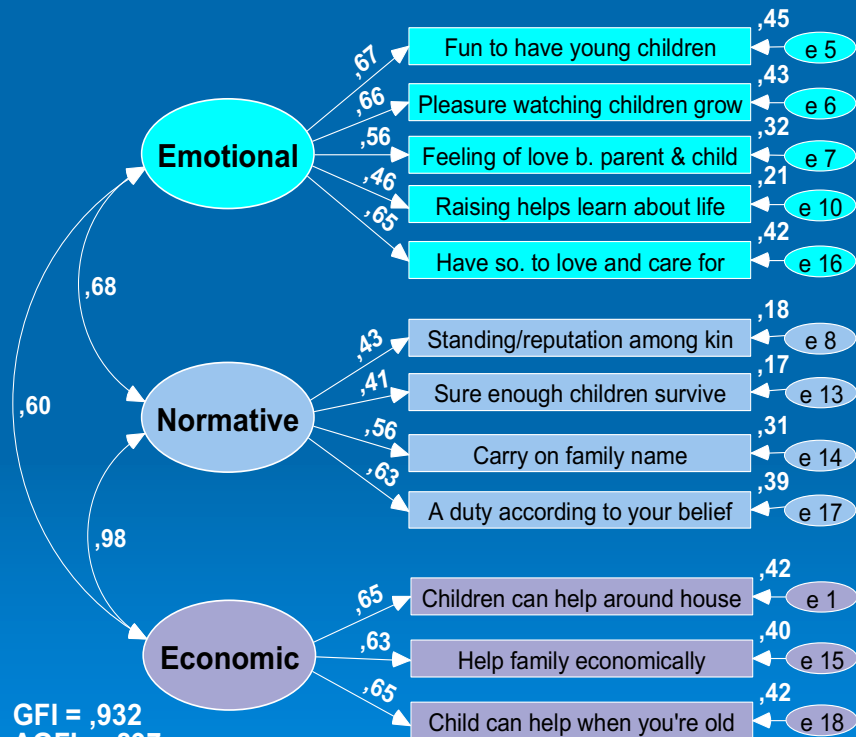 ,45
,67
Fun to have young children
e 5
,43
,66
Pleasure watching children grow
e 6
,32
Emotional
,56
Feeling of love b. parent & child
e 7
,21
,46
Raising helps learn about life
e 10
,65
,42
Have so. to love and care for
e 16
,68
,18
,43
Standing/reputation among kin
e 8
,17
,41
Sure enough children survive
e 13
,60
Normative
,31
,56
Carry on family name
e 14
,63
,39
A duty according to your belief
e 17
,98
,42
,65
Children can help around house
e 1
,40
Economic
,63
Help family economically
e 15
,65
,42
Child can help when you're old
e 18
GFI = ,932